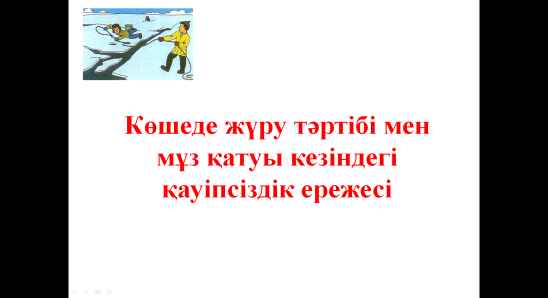 Көшеде жүру тәртібі мен
мұз қатуы кезіндегі
қауіпсіздік ережесі